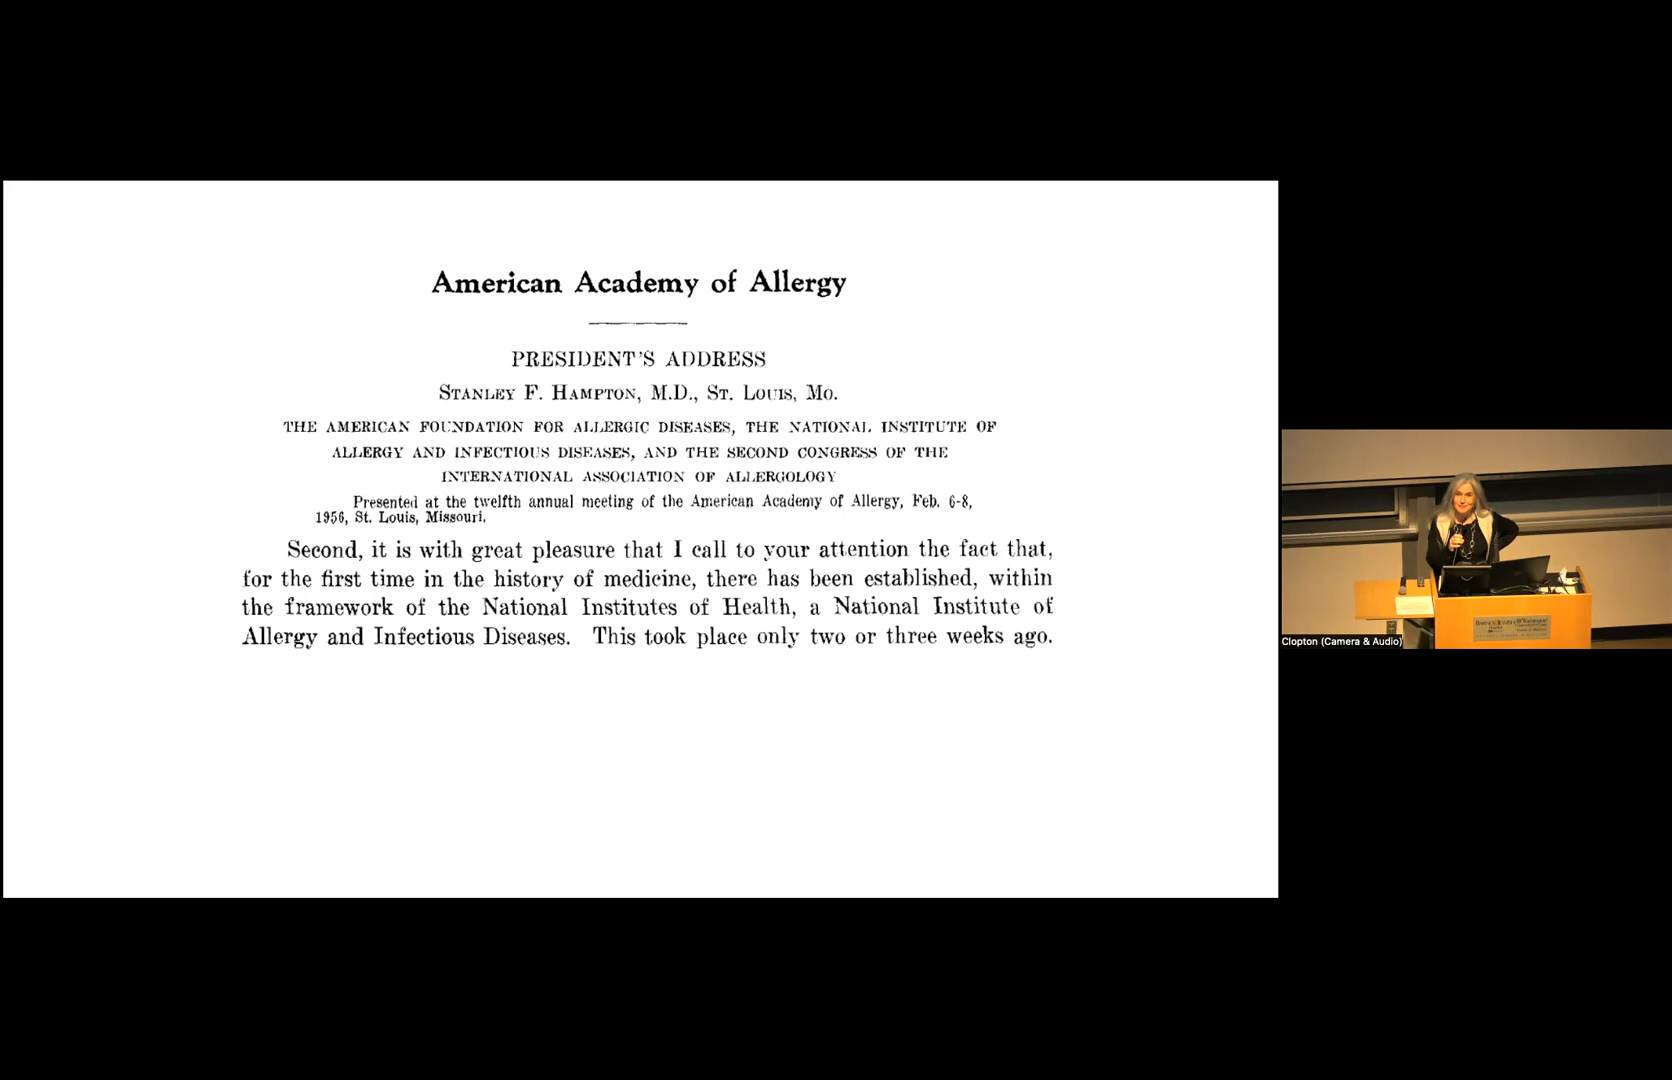 American Academy of Allergy
PRESIDENT'S ADDRESS
STANLEY F. HAMPTON, M.D., ST. LOUIS, MO.
THE AMERICAN FOUNDATION FOR ALLERGIC DISEASES, THE NATIONAL INSTITUTE OF
ALLERGY AND INFECTIOUS DISEASES, AND THE SECOND CONGRESS OF THE
INTERNATIONAL ASSOCIATION OF ALLERGOLOGY
Presented at the twelfth annual meeting of the American Academy of Allergy, Feb. 6-8,
1956, St. Louis, Missouri.
Second, it is with great pleasure that I call to your attention the fact that,
for the first time in the history of medicine, there has been established, within
the framework of the National Institutes of Health, a National Institute of
Allergy and Infectious Diseases. This took place only two or three weeks ago.
Clopton (Camera & Audio)